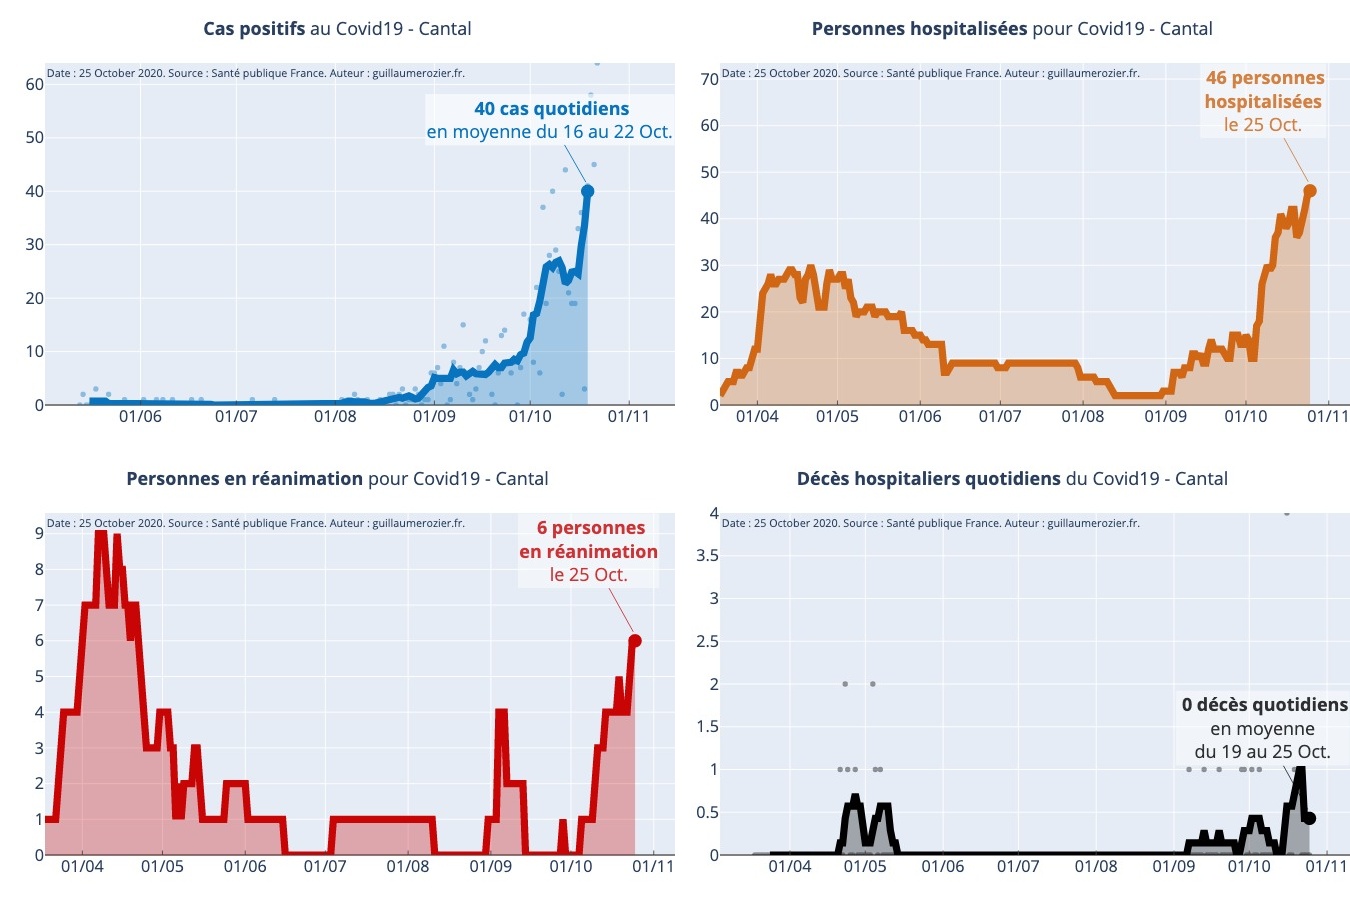 Cas positifs au Covid19 - Cantal
Date : 25 October 2020. Source : Santé publique France. Auteur : guillaumerozier.fr.
40 cas quotidiens
en moyenne du 16 au 22 Oct.
60
50
40
30
20
10
0
01/06 01/07 01/08 01/09 01/10 01/11
Personnes hospitalisées pour Covid19 - Cantal
Date : 25 October 2020. Source : Santé publique France. Auteur : guillaumerozier.fr.
46 personnes
hospitalisées
le 25 Oct.
70
60
50
40
30
20
10
0
01/04 01/05 01/06 01/07 01/08 01/09 01/10 01/11
Personnes en réanimation pour Covid19 - Cantal
Date : 25 October 2020. Source : Santé publique France. Auteur : guillaumerozier.fr.
6 personnes
en réanimation
le 25 Oct.
9
8
7
6
5
4
3
2
1
0
01/04 01/05 01/06 01/07 01/08 01/09 01/10 01/11
Décès hospitaliers quotidiens du Covid19 - Cantal
Date : 25 October 2020. Source : Santé publique France. Auteur : guillaumerozier.fr.
0 décès quotidiens
en moyenne
du 19 au 25 Oct.
4
3.5
3
2.5
2
1.5
1
0.5
0
01/04 01/05 01/06 01/07 01/08 01/09 01/10 01/11